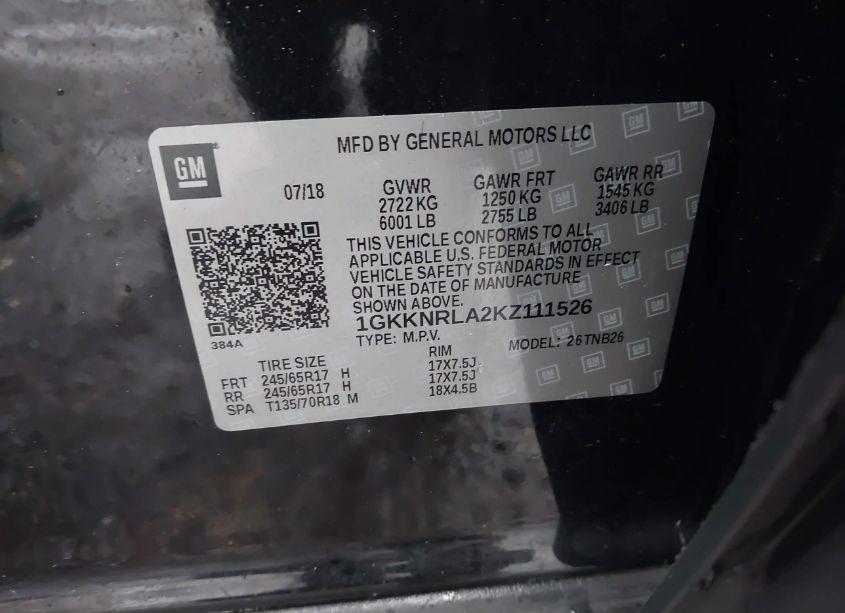 GM
MFD BY GENERAL MOTORS LLC
07/18 GVWR GAWR FRT GAWR RR
2722 KG 1250 KG 1545 KG
6001 LB 2755 LB 3406 LB
THIS VEHICLE CONFORMS TO ALL
APPLICABLE U.S. FEDERAL MOTOR
VEHICLE SAFETY STANDARDS IN EFFECT
ON THE DATE OF MANUFACTURE
SHOWN ABOVE.
1GKKNRLA2KZ111526
384A TYPE: M.P.V. MODEL: 26TNB26
TIRE SIZE RIM
FRT 245/65R17 H 17X7.5J
RR 245/65R17 H 17X7.5J
SPA T135/70R18 M 18X4.5B